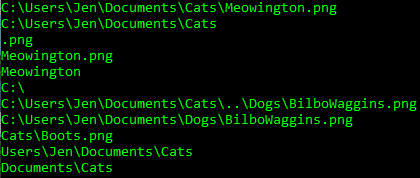 C:\Users\Jen\Documents\Cats\Meowington.png
C:\Users\Jen\Documents\Cats
.png
Meowington.png
Meowington
C:\
C:\Users\Jen\Documents\Cats\..\Dogs\BilboWaggins.png
C:\Users\Jen\Documents\Dogs\BilboWaggins.png
Cats\Boots.png
Users\Jen\Documents\Cats
Documents\Cats